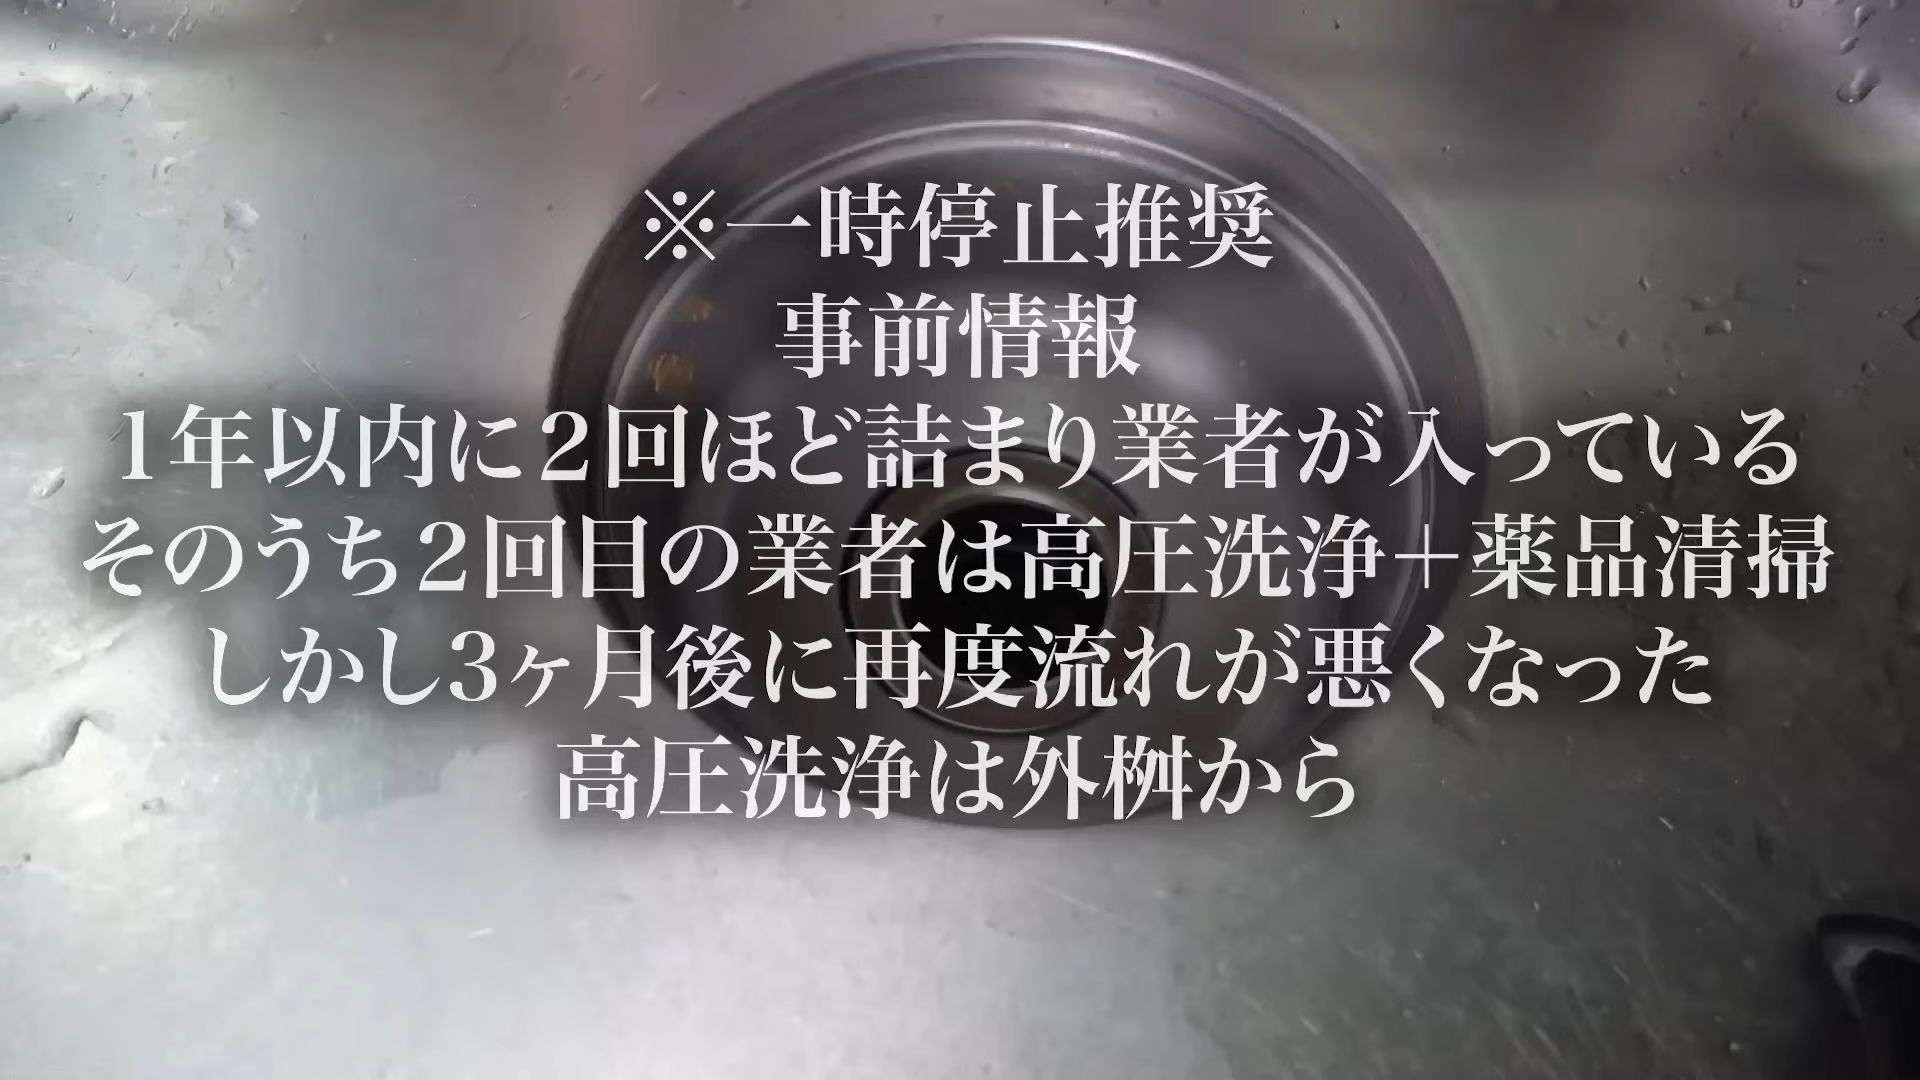 ※一時停止推奨
事前情報
1年以内に2回ほど詰まり業者が入っている
そのうち2回目の業者は高圧洗浄+薬品清掃
しかし3ヶ月後に再度流れが悪くなった
高圧洗浄は外桝から